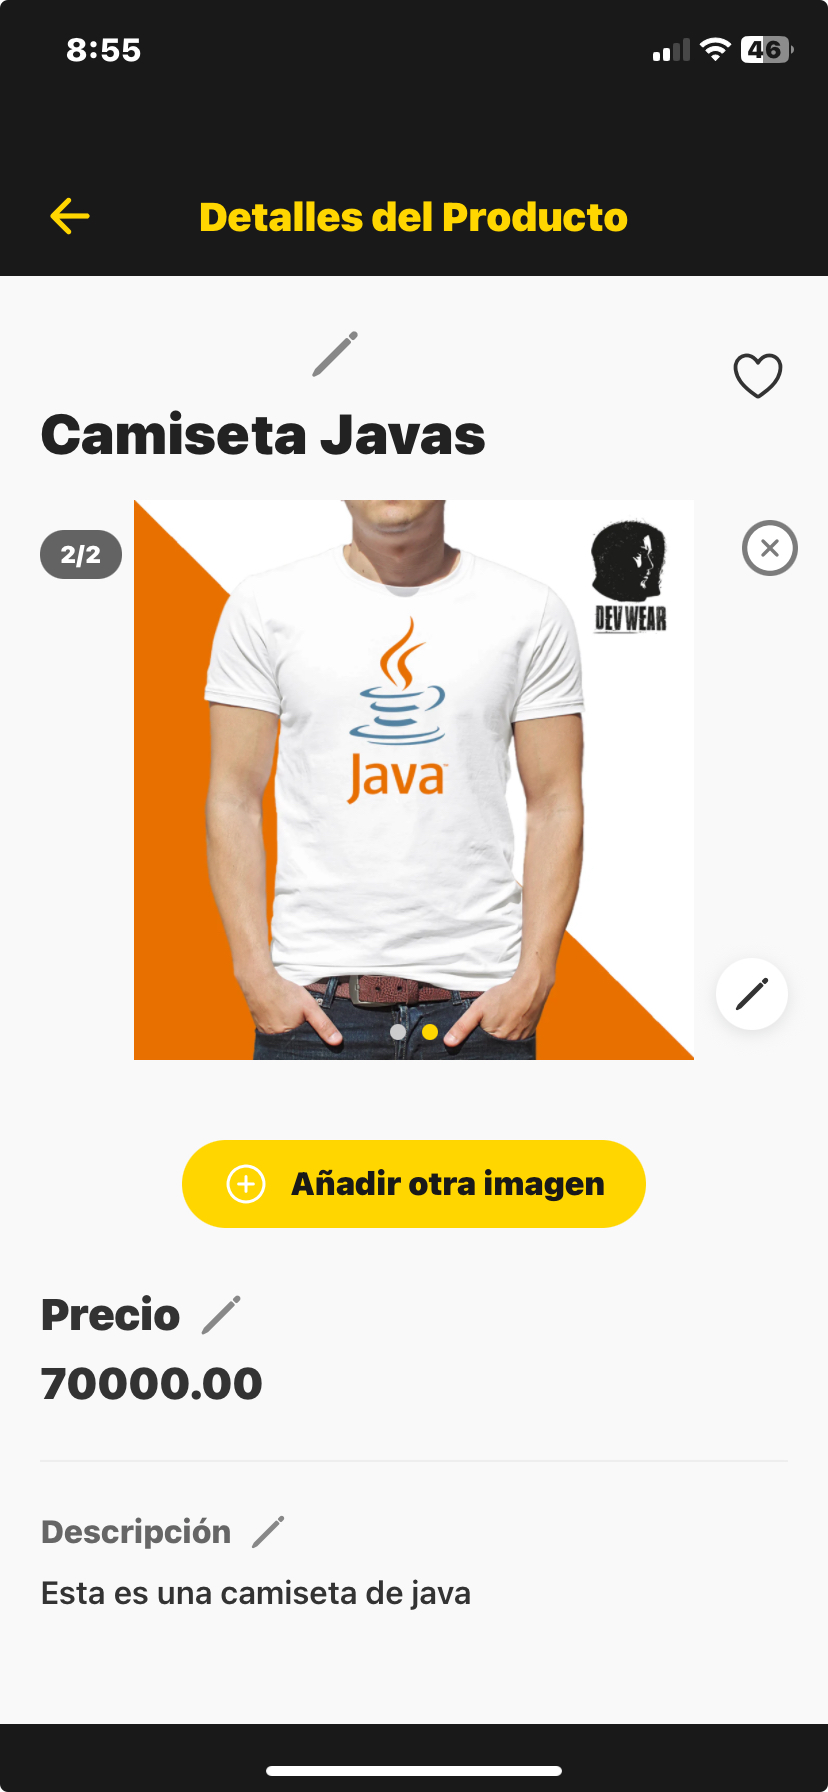 8:55
46
Detalles del Producto
Camiseta Javas
2/2
DEV WEAR
Java
Añadir otra imagen
Precio
70000.00
Descripción
Esta es una camiseta de java